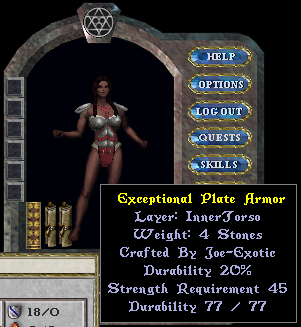 HELP
OPTIONS
LOG OUT
QUESTS
SKILLS
Exceptional Plate Armor
Layer: InnerTorso
Weight: 4 Stones
Crafted By Joe-Exotic
Durability 20%
Strength Requirement 45
Durability 77 / 77
18/0